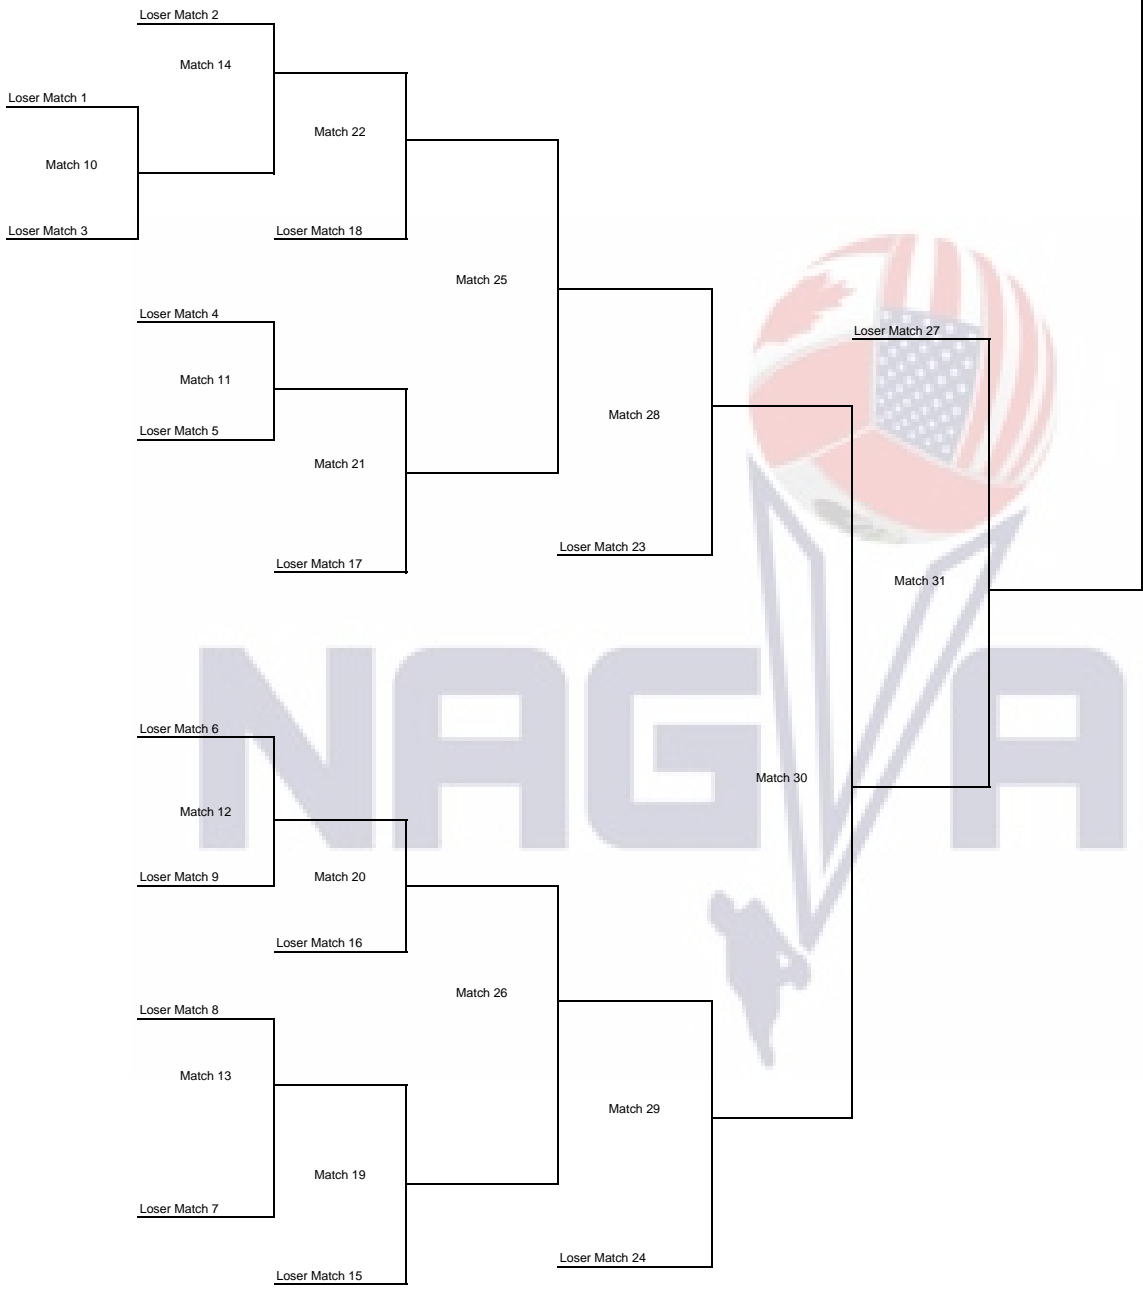 Loser Match 2
Match 14
Loser Match 1
Match 22
Match 10
Loser Match 3
Loser Match 18
Match 25
Loser Match 4
Loser Match 27
Match 11
Match 28
Loser Match 5
Match 21
Loser Match 23
Loser Match 17
Match 31
NAGVA
Loser Match 6
Match 30
Match 12
Loser Match 9
Match 20
Loser Match 16
Match 26
Loser Match 8
Match 13
Match 29
Match 19
Loser Match 7
Loser Match 24
Loser Match 15